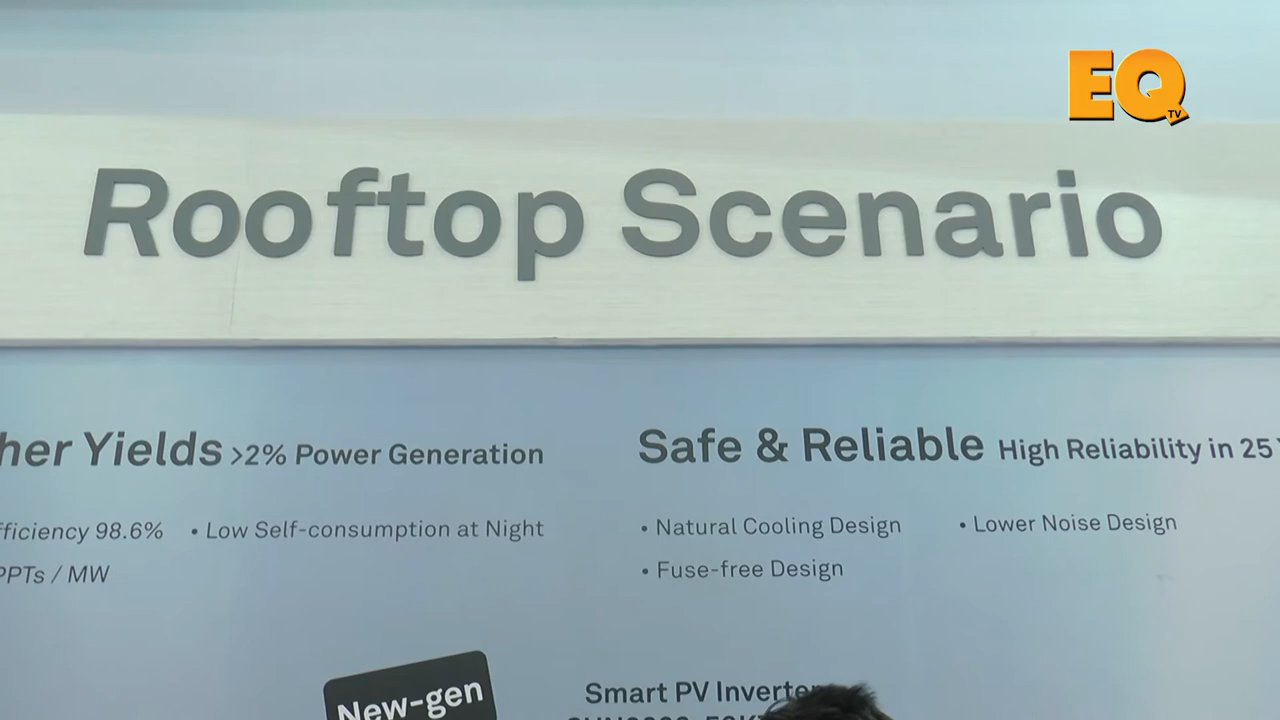 EQ
TV
Rooftop Scenario
her Yields >2% Power Generation
Safe & Reliable High Reliability in 25
fficiency 98.6% • Low Self-consumption at Night
• Natural Cooling Design • Lower Noise Design
PPTs / MW
• Fuse-free Design
New-gen
Smart PV Inverter